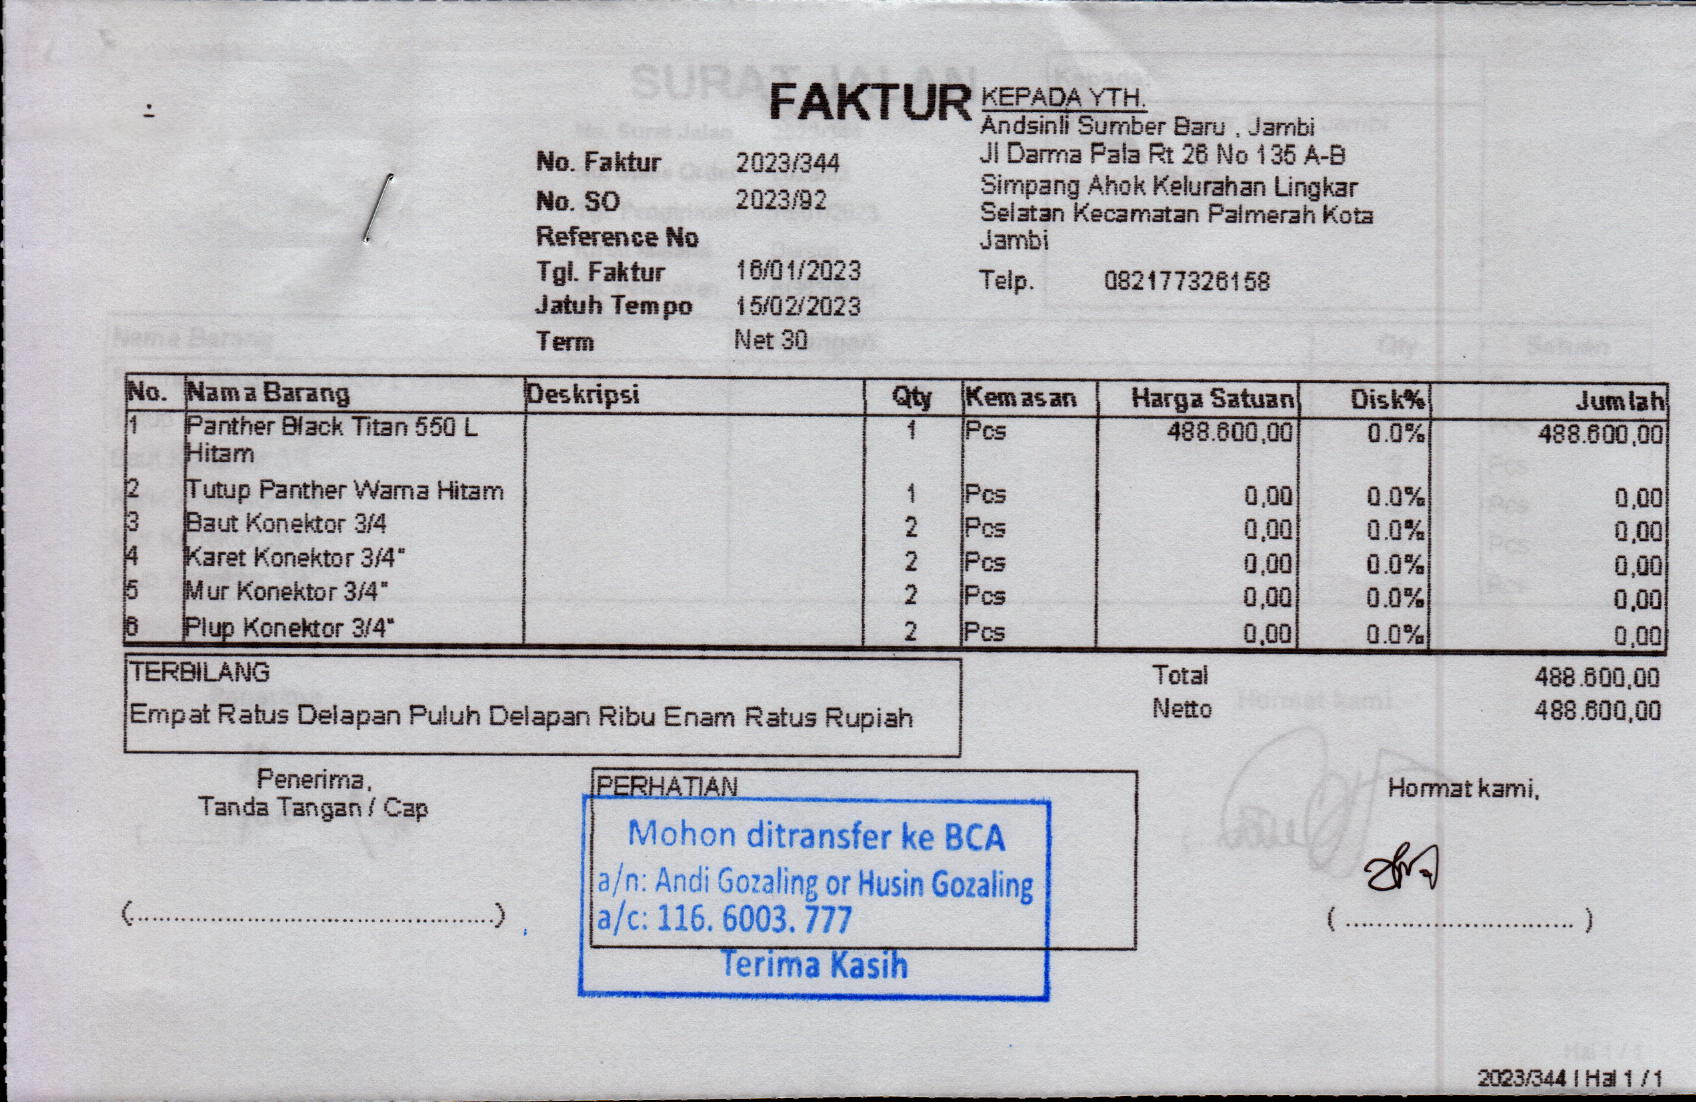 FAKTUR
KEPADA YTH.
Andsinli Sumber Baru , Jambi
Jl Darma Pala Rt 26 No 135 A-B
Simpang Ahok Kelurahan Lingkar
Selatan Kecamatan Palmerah Kota
Jambi
Telp. 082177326158
No. Faktur 2023/344
No. SO 2023/92
Reference No
Tgl. Faktur 16/01/2023
Jatuh Tempo 15/02/2023
Term Net 30
No. Nama Barang Deskripsi Qty Kemasan Harga Satuan Disk% Jumlah
1 Panther Black Titan 550 L 1 Pcs 488.600,00 0.0% 488.600,00
Hitam
2 Tutup Panther Warna Hitam 1 Pcs 0,00 0.0% 0,00
3 Baut Konektor 3/4 2 Pcs 0,00 0.0% 0,00
4 Karet Konektor 3/4" 2 Pcs 0,00 0.0% 0,00
5 Mur Konektor 3/4" 2 Pcs 0,00 0.0% 0,00
6 Plup Konektor 3/4" 2 Pcs 0,00 0.0% 0,00
TERBILANG
Empat Ratus Delapan Puluh Delapan Ribu Enam Ratus Rupiah
Total 488.600,00
Netto 488.600,00
Penerima,
Tanda Tangan / Cap
(..........................................)
PERHATIAN
Mohon ditransfer ke BCA
a/n: Andi Gozaling or Husin Gozaling
a/c: 116. 6003. 777
Terima Kasih
Hormat kami,
( ............................. )
2023/344 | Hal 1 / 1